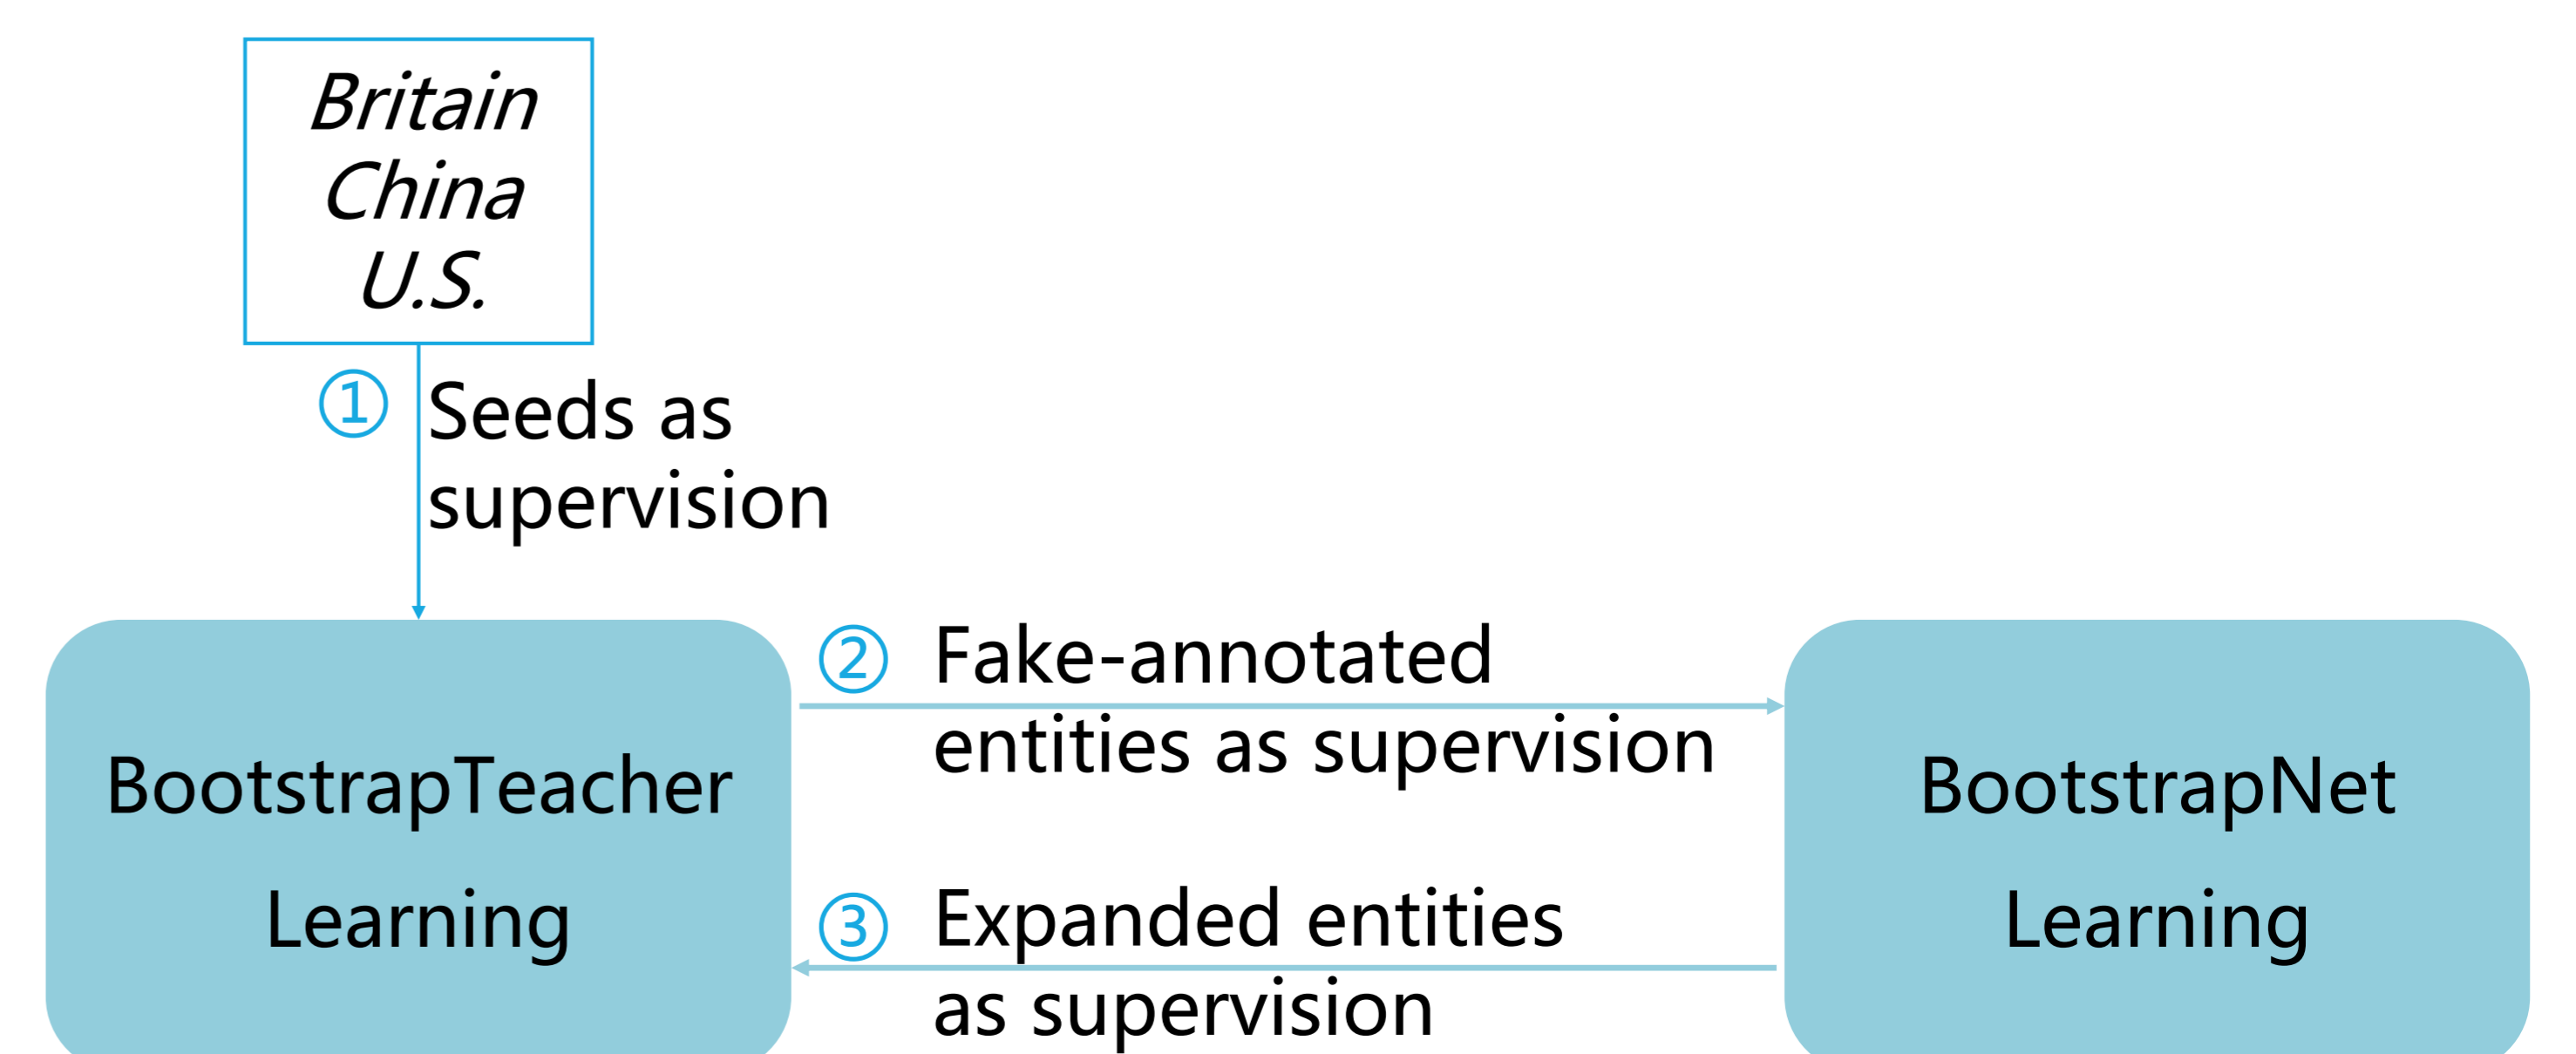 Britain
China
U.S.
① Seeds as
supervision
② Fake-annotated
entities as supervision
BootstrapTeacher
Learning
BootstrapNet
Learning
③ Expanded entities
as supervision